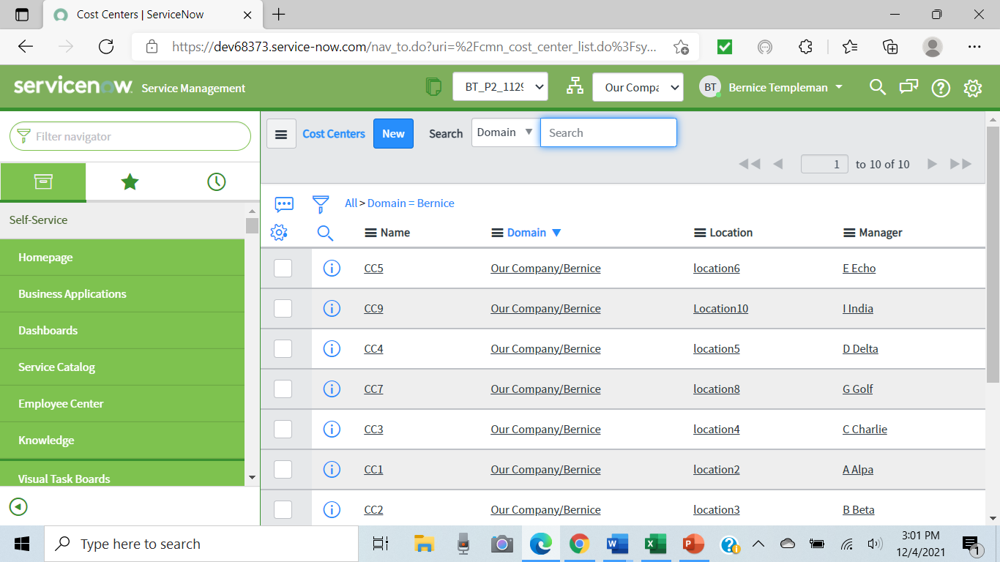 Cost Centers | ServiceNow
https://dev68373.service-now.com/nav_to.do?uri=%2Fcmn_cost_center_list.do%3Fsy...
servicenow Service Management
BT_P2_1129
Our Compa
BT Bernice Templeman
Filter navigator
Cost Centers New Search Domain Search
1 to 10 of 10
All > Domain = Bernice
Self-Service
Homepage
Business Applications
Dashboards
Service Catalog
Employee Center
Knowledge
Visual Task Boards
Name Domain Location Manager
CC5 Our Company/Bernice location6 E Echo
CC9 Our Company/Bernice Location10 I India
CC4 Our Company/Bernice location5 D Delta
CC7 Our Company/Bernice location8 G Golf
CC3 Our Company/Bernice location4 C Charlie
CC1 Our Company/Bernice location2 A Alpa
CC2 Our Company/Bernice location3 B Beta
Type here to search
3:01 PM
12/4/2021
1